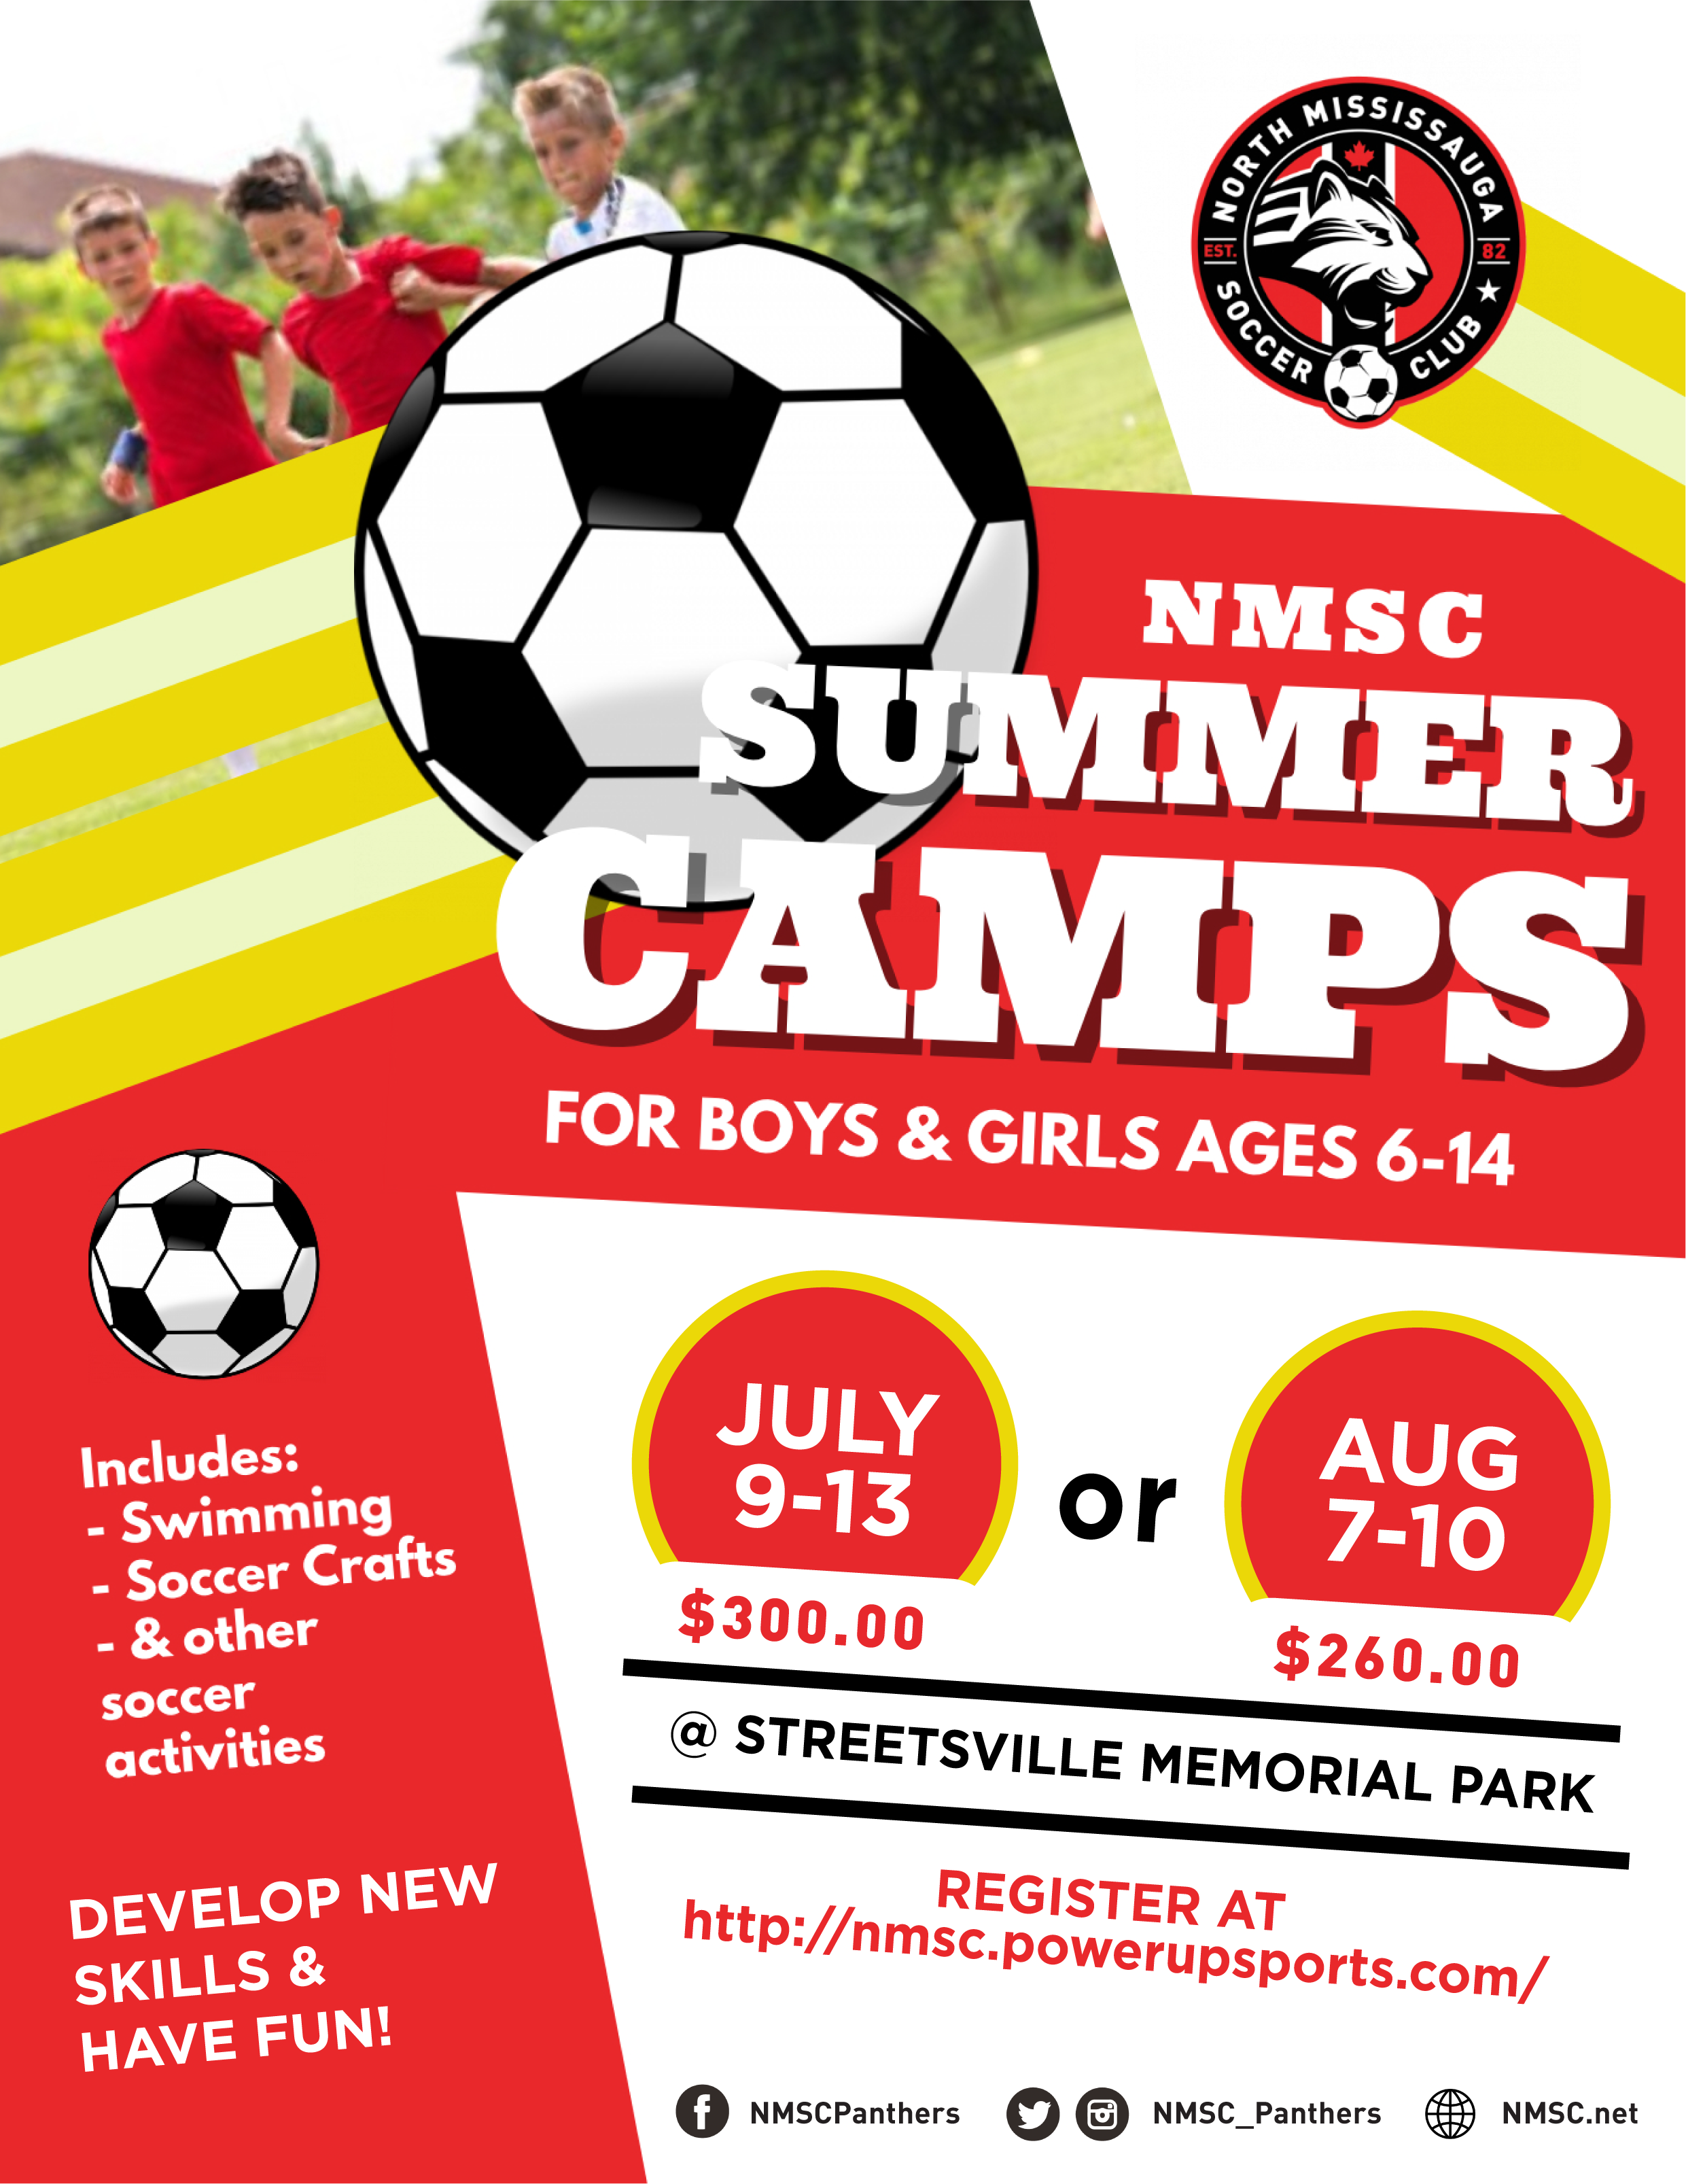 NORTH MISSISSAUGA
EST. 82
SOCCER CLUB
NMSC
SUMMER
CAMPS
FOR BOYS & GIRLS AGES 6-14
Includes:
- Swimming
- Soccer Crafts
- & other
soccer
activities
DEVELOP NEW
SKILLS &
HAVE FUN!
JULY
9-13
$300.00
or
AUG
7-10
$260.00
@ STREETSVILLE MEMORIAL PARK
REGISTER AT
http://nmsc.powerupsports.com/
NMSCPanthers NMSC_Panthers NMSC.net